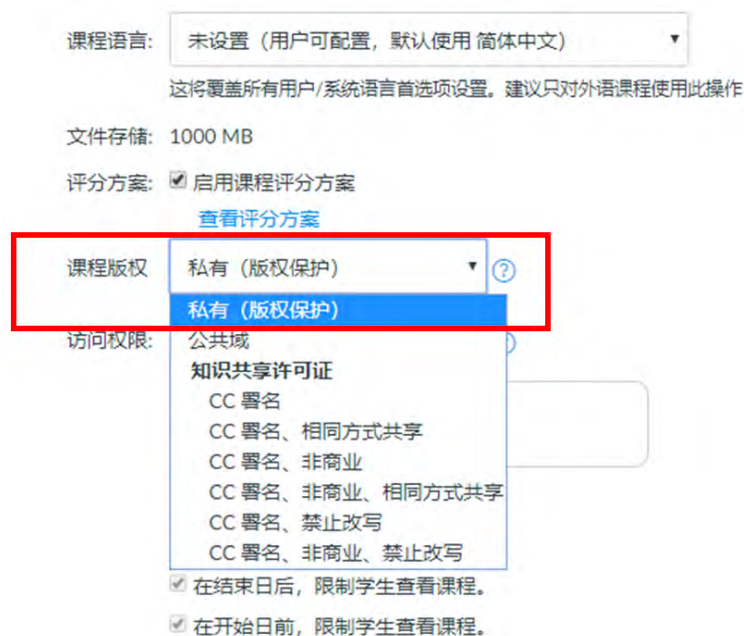 课程语言: 未设置（用户可配置，默认使用 简体中文）
这将覆盖所有用户/系统语言首选项设置。建议只对外语课程使用此操作
文件存储: 1000 MB
评分方案: 启用课程评分方案
查看评分方案
课程版权 私有（版权保护） ?
私有（版权保护）
访问权限: 公共域
知识共享许可证
CC 署名
CC 署名、相同方式共享
CC 署名、非商业
CC 署名、非商业、相同方式共享
CC 署名、禁止改写
CC 署名、非商业、禁止改写
在结束日后，限制学生查看课程。
在开始日前，限制学生查看课程。